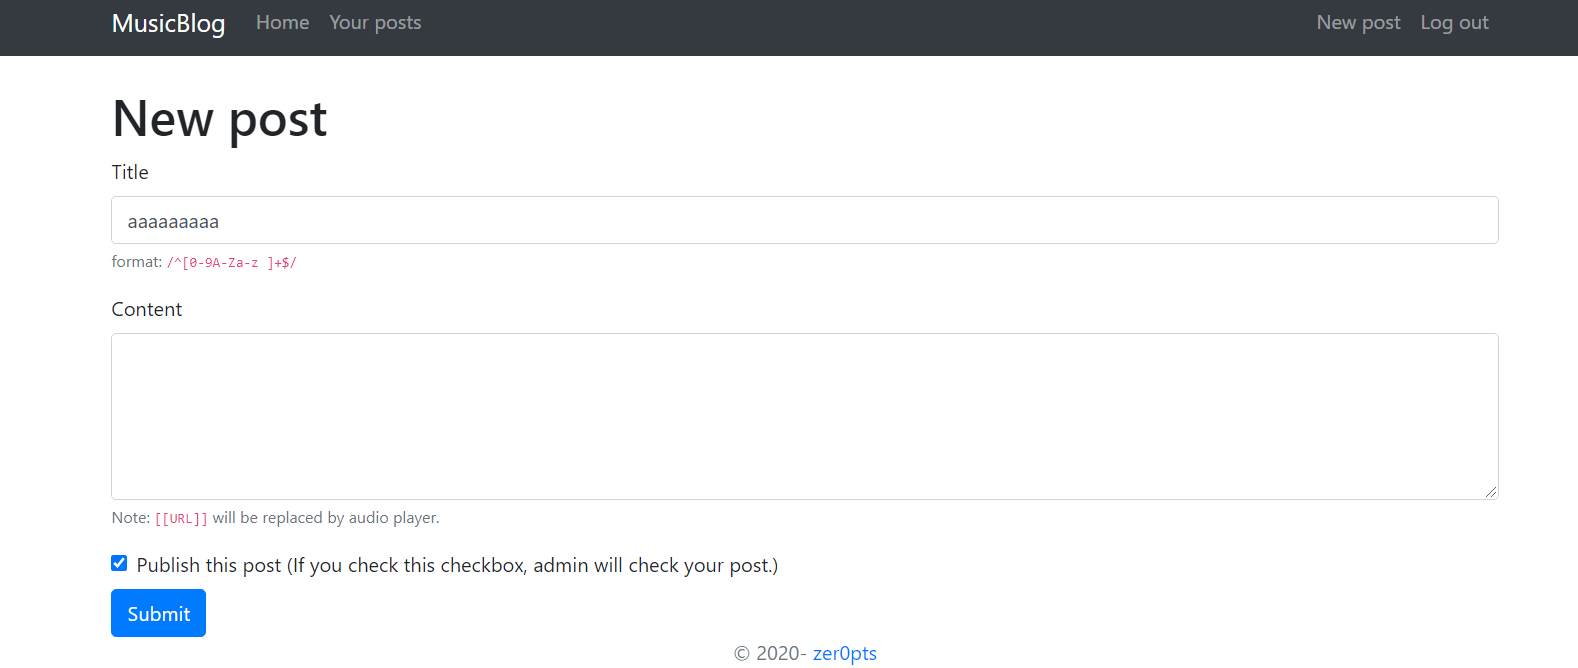 MusicBlog Home Your posts New post Log out
New post
Title
aaaaaaaaa
format: /^[0-9A-Za-z ]+$/
Content
Note: [[URL]] will be replaced by audio player.
Publish this post (If you check this checkbox, admin will check your post.)
Submit
© 2020- zer0pts